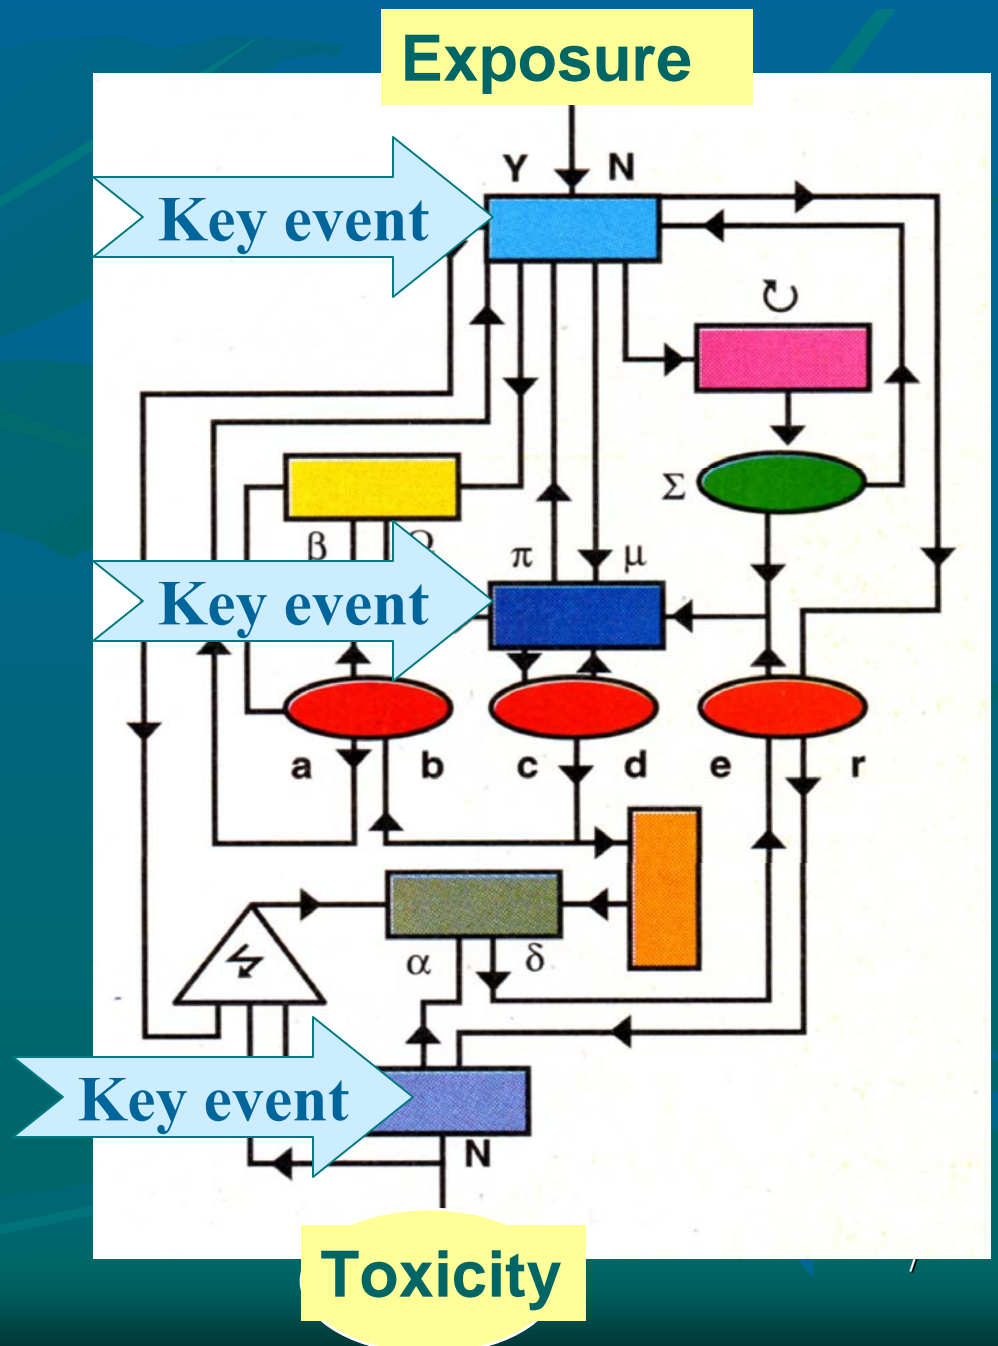 Exposure
Y N
Key event
Σ
β
π μ
Key event
a b c d e r
α δ
Key event
N
Toxicity